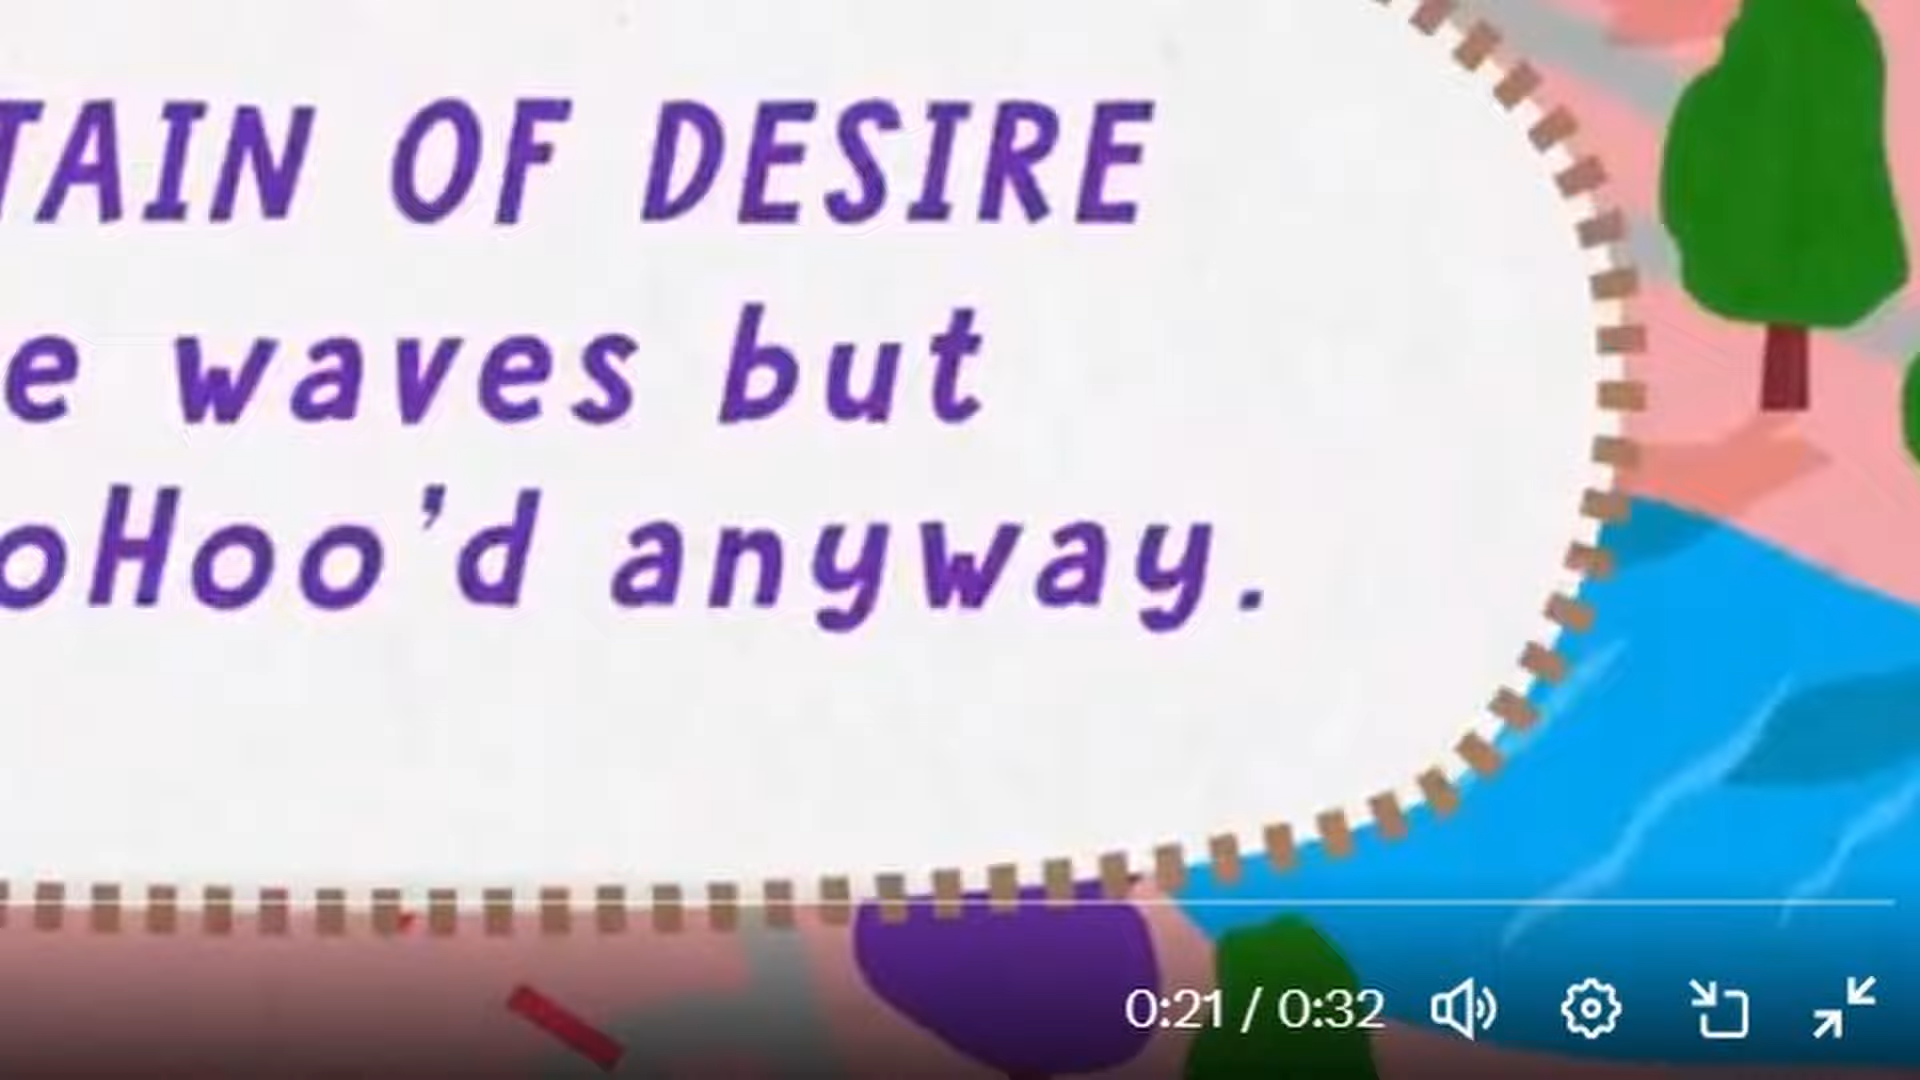 TAIN OF DESIRE
e waves but
oHoo'd anyway.
0:21 / 0:32